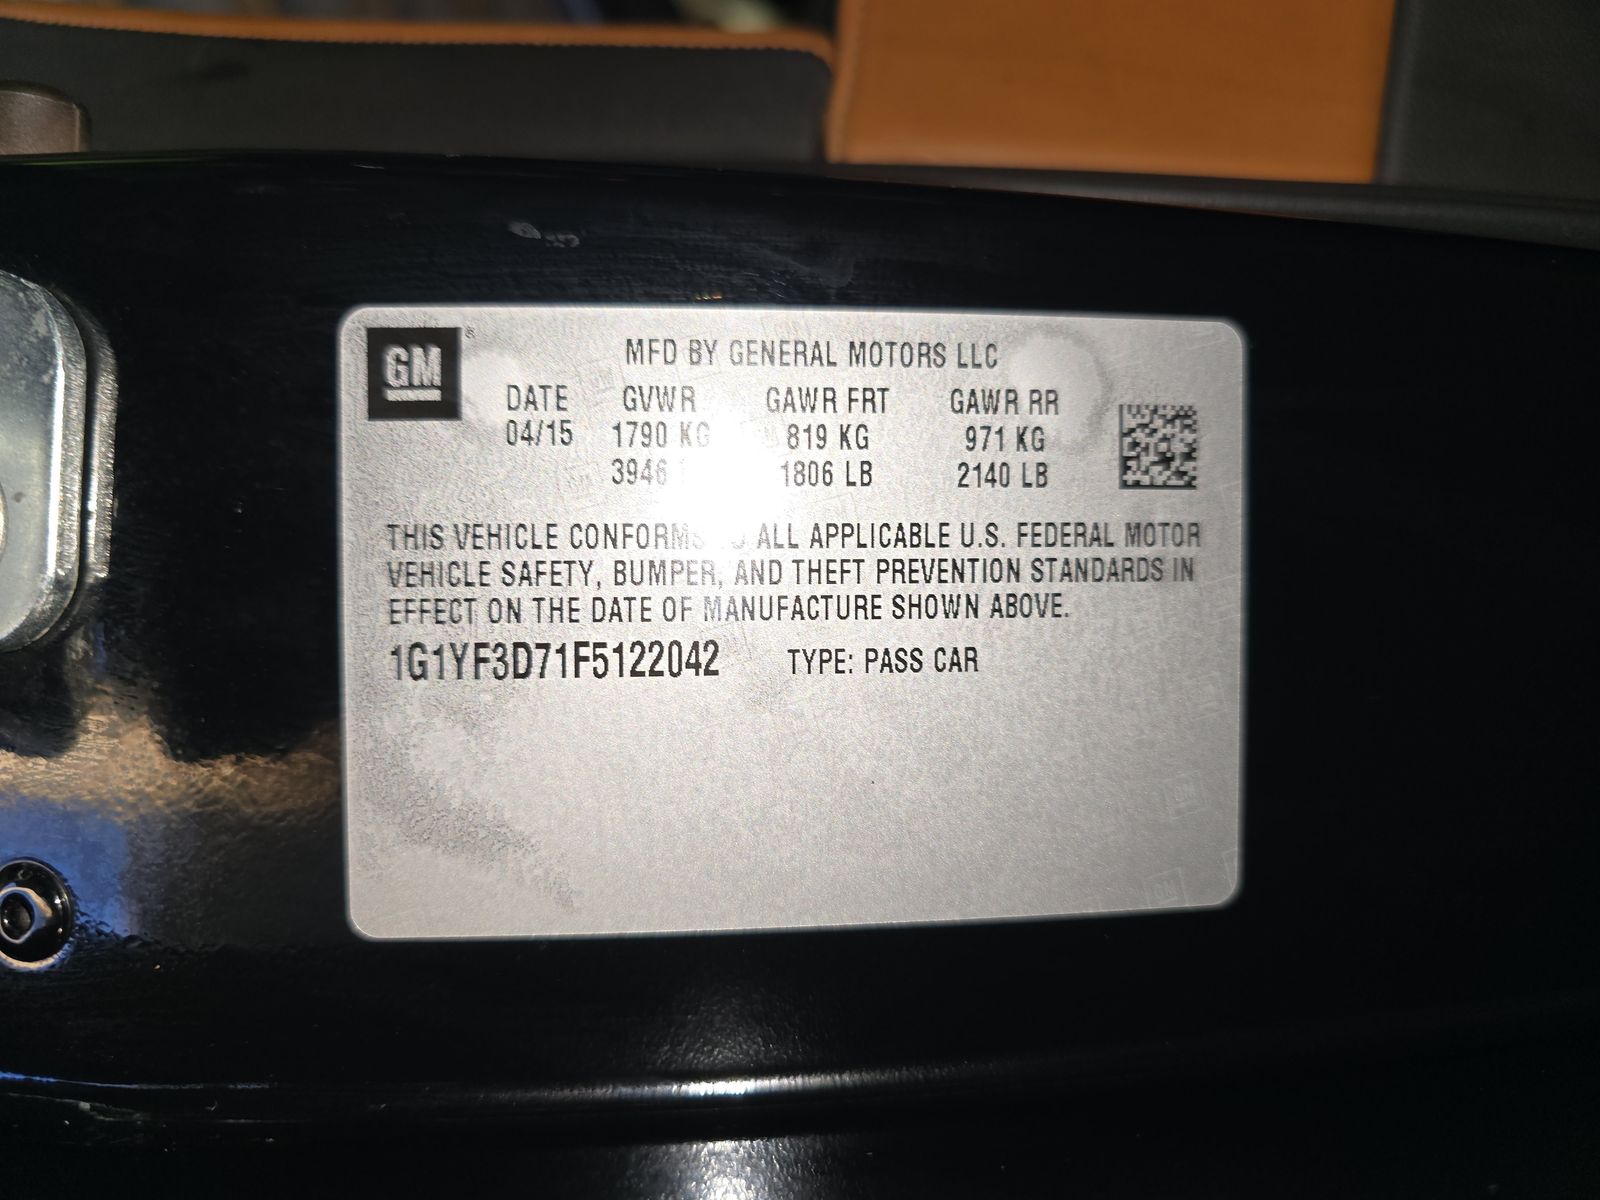 GM ®
MFD BY GENERAL MOTORS LLC
DATE GVWR GAWR FRT GAWR RR
04/15 1790 KG 819 KG 971 KG
3946 1806 LB 2140 LB
THIS VEHICLE CONFORMS ALL APPLICABLE U.S. FEDERAL MOTOR
VEHICLE SAFETY, BUMPER, AND THEFT PREVENTION STANDARDS IN
EFFECT ON THE DATE OF MANUFACTURE SHOWN ABOVE.
1G1YF3D71F5122042 TYPE: PASS CAR